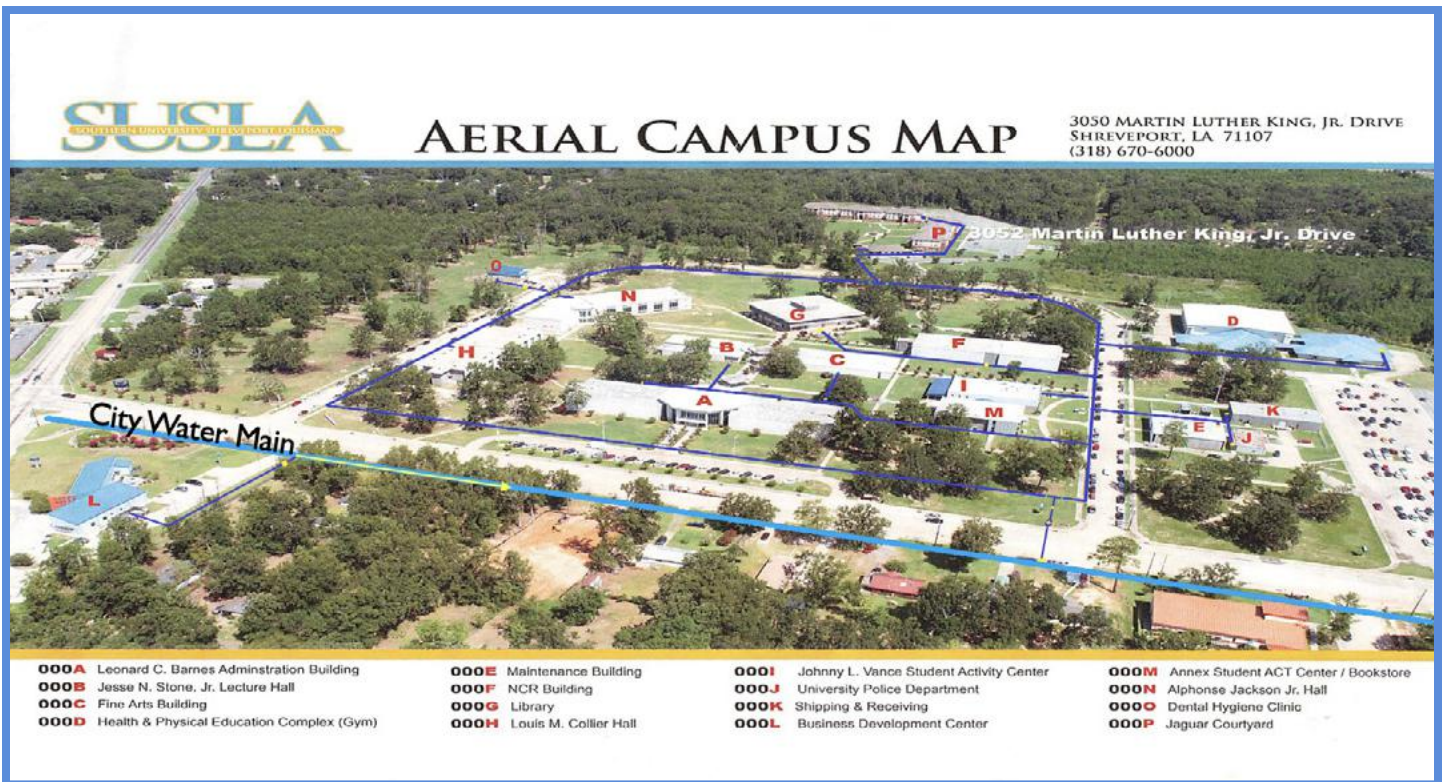 SUSLA
SOUTHERN UNIVERSITY SHREVEPORT LOUISIANA
AERIAL CAMPUS MAP
3050 MARTIN LUTHER KING, JR. DRIVE
SHREVEPORT, LA 71107
(318) 670-6000
P 3052 Martin Luther King, Jr. Drive
O
N
G
D
B
H
C
F
I
A
M
K
E
J
City Water Main
L
000A Leonard C. Barnes Adminstration Building
000B Jesse N. Stone, Jr. Lecture Hall
000C Fine Arts Building
000D Health & Physical Education Complex (Gym)
000E Maintenance Building
000F NCR Building
000G Library
000H Louis M. Collier Hall
000I Johnny L. Vance Student Activity Center
000J University Police Department
000K Shipping & Receiving
000L Business Development Center
000M Annex Student ACT Center / Bookstore
000N Alphonse Jackson Jr. Hall
000O Dental Hygiene Clinic
000P Jaguar Courtyard